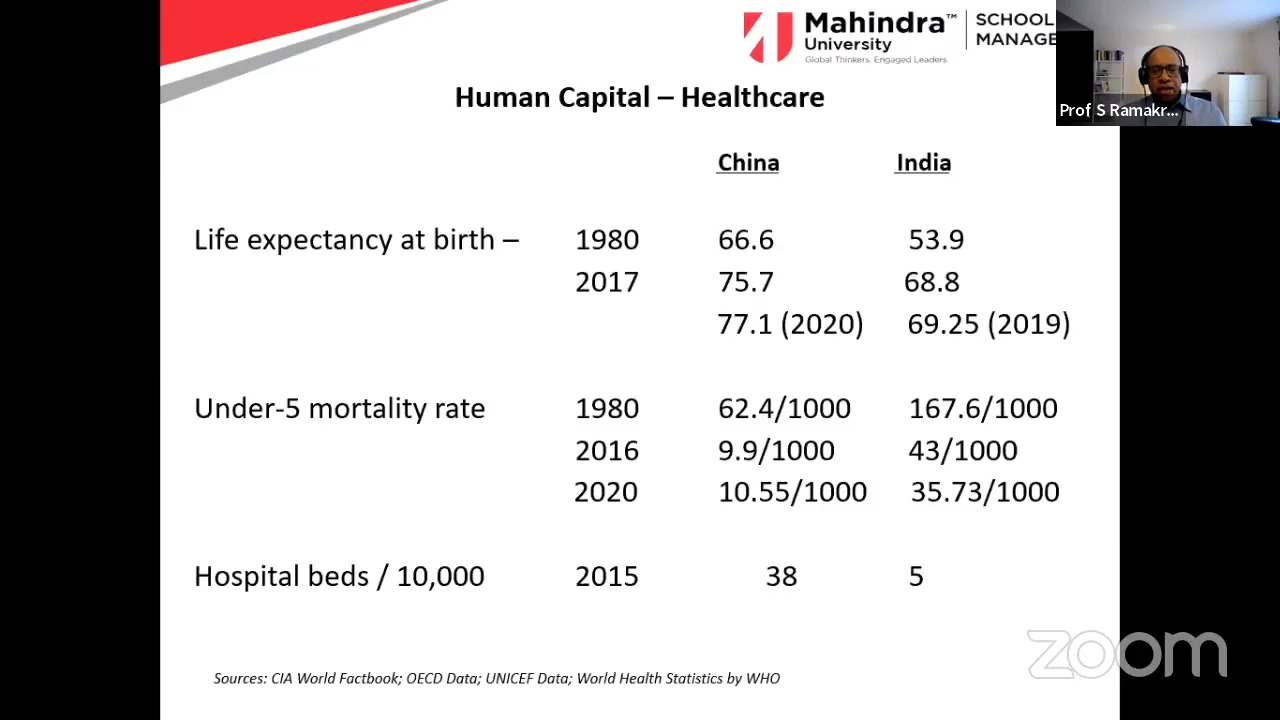 Mahindra™
University
Global Thinkers. Engaged Leaders.
SCHOOL
MANAGE
Prof S Ramakr...
Human Capital – Healthcare
China India
Life expectancy at birth – 1980 66.6 53.9
2017 75.7 68.8
77.1 (2020) 69.25 (2019)
Under-5 mortality rate 1980 62.4/1000 167.6/1000
2016 9.9/1000 43/1000
2020 10.55/1000 35.73/1000
Hospital beds / 10,000 2015 38 5
Sources: CIA World Factbook; OECD Data; UNICEF Data; World Health Statistics by WHO
zoom